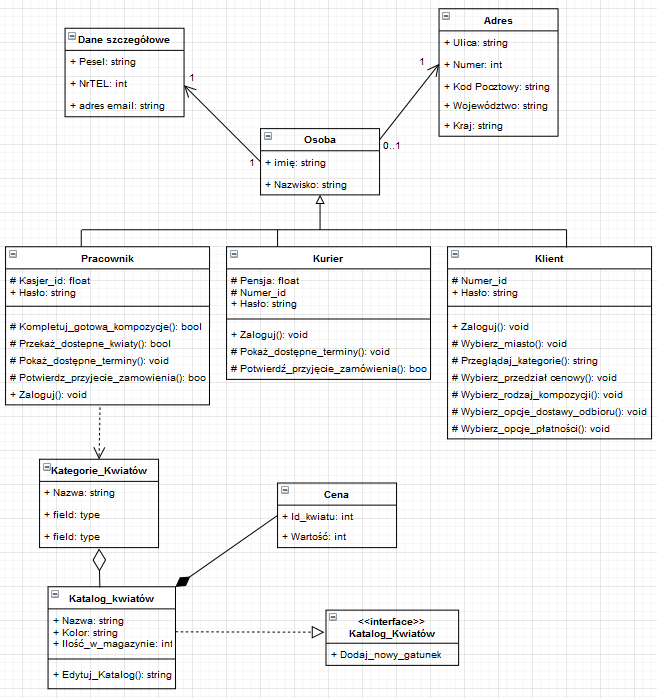 Dane szczegółowe
+ Pesel: string
+ NrTEL: int
+ adres email: string
Adres
+ Ulica: string
+ Numer: int
+ Kod Pocztowy: string
+ Województwo: string
+ Kraj: string
1
1
1
0..1
Osoba
+ imię: string
+ Nazwisko: string
Pracownik
# Kasjer_id: float
+ Hasło: string
# Kompletuj_gotowa_kompozycje(): bool
# Przekaż_dostepne_kwiaty(): bool
# Pokaż_dostępne_terminy(): void
# Potwierdz_przyjecie_zamowienia(): boo
+ Zaloguj(): void
Kurier
# Pensja: float
# Numer_id
+ Hasło: string
+ Zaloguj(): void
# Pokaż_dostępne_terminy(): void
# Potwierdź_przyjęcie_zamówienia(): boo
Klient
# Numer_id
+ Hasło: string
+ Zaloguj(): void
# Wybierz_miasto(): void
# Przeglądaj_kategorie(): string
# Wybierz_przedział cenowy(): void
# Wybierz_rodzaj_kompozycji(): void
# Wybierz_opcje_dostawy_odbioru(): void
# Wybierz_opcję_płatności(): void
Kategorie_Kwiatów
+ Nazwa: string
+ field: type
+ field: type
Cena
+ Id_kwiatu: int
+ Wartość: int
Katalog_kwiatów
+ Nazwa: string
+ Kolor: string
+ Ilość_w_magazynie: int
+ Edytuj_Katalog(): string
<<interface>>
Katalog_Kwiatów
+ Dodaj_nowy_gatunek